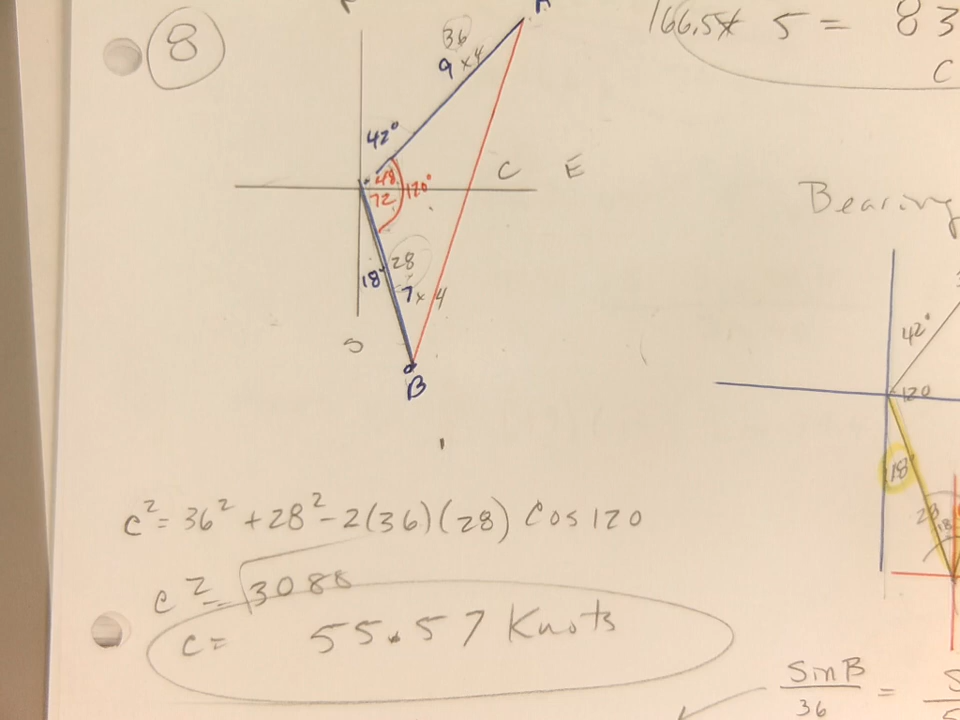 8
36
9 x 4
42°
48
72
120°
C E
28
18°
7 x 4
S
B
c² = 36² + 28² - 2(36)(28) Cos 120
c² = √3088
c = 55.57 Knots
166.5* 5 = 83
C
Bearing
42°
120
18°
28
18
Sin B
36
=